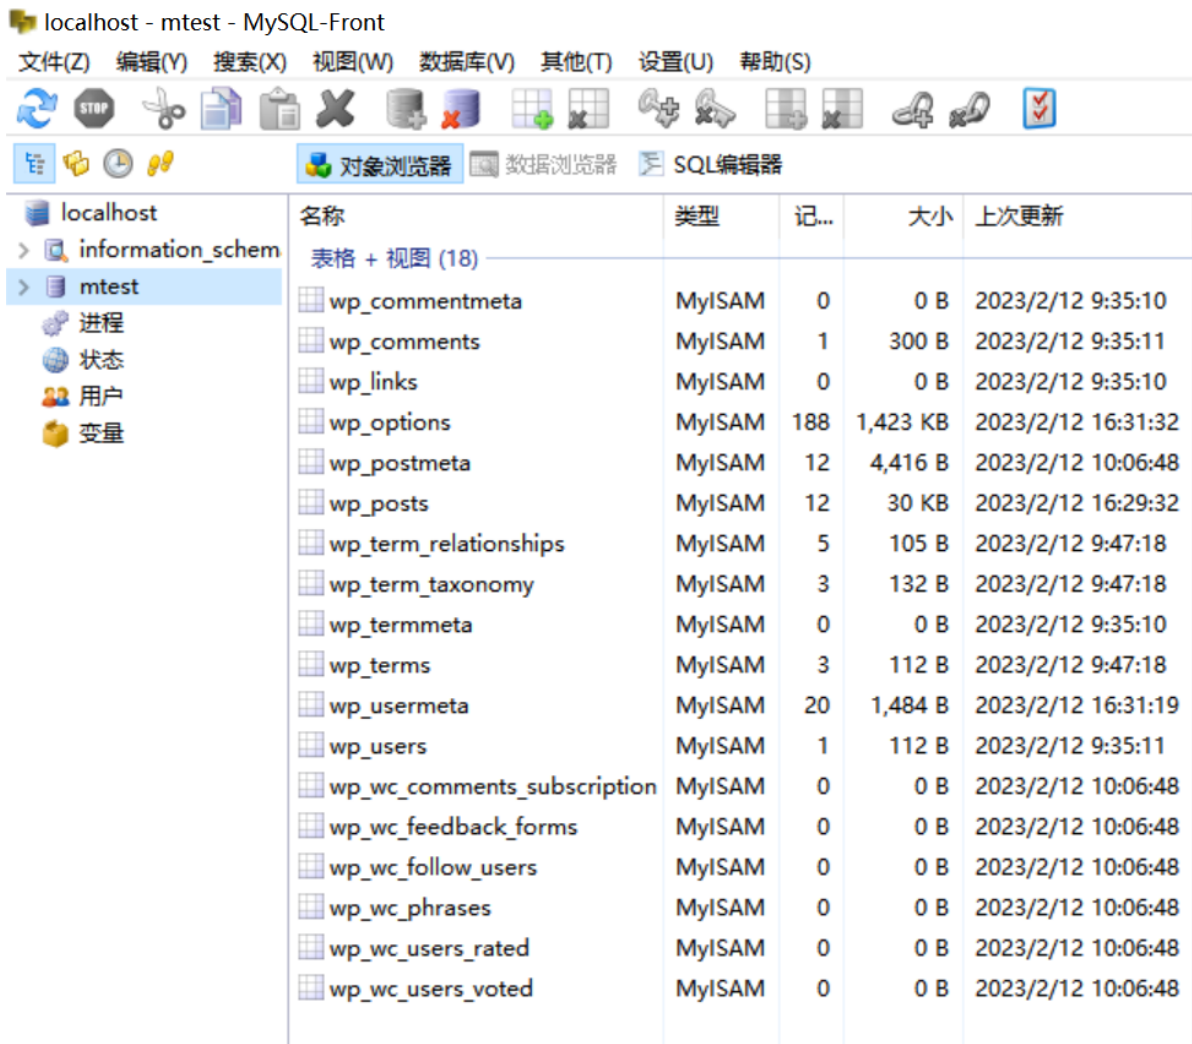 localhost - mtest - MySQL-Front
文件(Z) 编辑(Y) 搜索(X) 视图(W) 数据库(V) 其他(T) 设置(U) 帮助(S)
STOP
对象浏览器 数据浏览器 SQL编辑器
localhost
information_schem
mtest
进程
状态
用户
变量
名称 类型 记... 大小 上次更新
表格 + 视图 (18)
wp_commentmeta MyISAM 0 0 B 2023/2/12 9:35:10
wp_comments MyISAM 1 300 B 2023/2/12 9:35:11
wp_links MyISAM 0 0 B 2023/2/12 9:35:10
wp_options MyISAM 188 1,423 KB 2023/2/12 16:31:32
wp_postmeta MyISAM 12 4,416 B 2023/2/12 10:06:48
wp_posts MyISAM 12 30 KB 2023/2/12 16:29:32
wp_term_relationships MyISAM 5 105 B 2023/2/12 9:47:18
wp_term_taxonomy MyISAM 3 132 B 2023/2/12 9:47:18
wp_termmeta MyISAM 0 0 B 2023/2/12 9:35:10
wp_terms MyISAM 3 112 B 2023/2/12 9:47:18
wp_usermeta MyISAM 20 1,484 B 2023/2/12 16:31:19
wp_users MyISAM 1 112 B 2023/2/12 9:35:11
wp_wc_comments_subscription MyISAM 0 0 B 2023/2/12 10:06:48
wp_wc_feedback_forms MyISAM 0 0 B 2023/2/12 10:06:48
wp_wc_follow_users MyISAM 0 0 B 2023/2/12 10:06:48
wp_wc_phrases MyISAM 0 0 B 2023/2/12 10:06:48
wp_wc_users_rated MyISAM 0 0 B 2023/2/12 10:06:48
wp_wc_users_voted MyISAM 0 0 B 2023/2/12 10:06:48